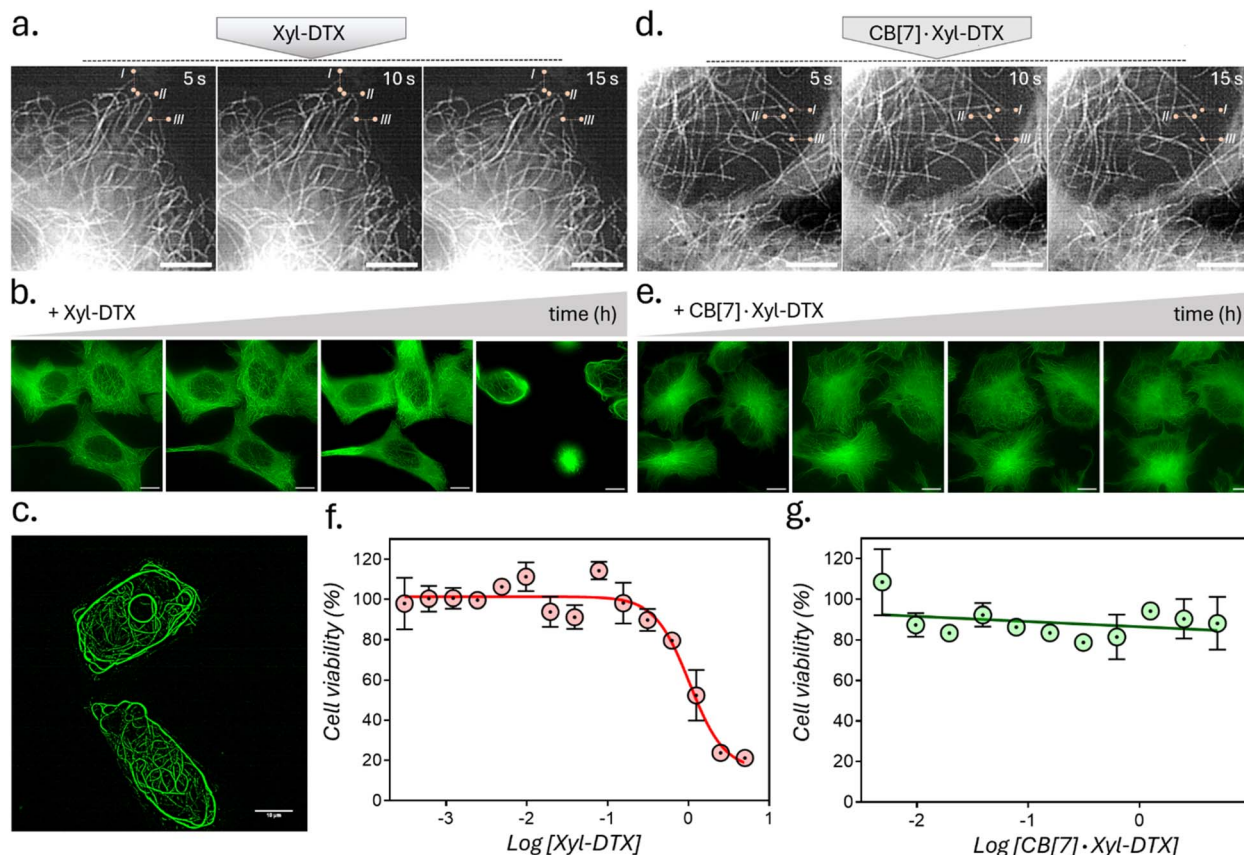 a.
Xyl-DTX
5 s
10 s
15 s
I
II
III
I
II
III
I
II
III
d.
CB[7]·Xyl-DTX
5 s
10 s
15 s
I
II
III
I
II
III
I
II
III
b.
+ Xyl-DTX
time (h)
e.
+ CB[7]·Xyl-DTX
time (h)
c.
10 µm
f.
Cell viability (%)
120
100
80
60
40
20
0
-3 -2 -1 0 1
Log [Xyl-DTX]
g.
Cell viability (%)
120
100
80
60
40
20
0
-2 -1 0
Log [CB[7]·Xyl-DTX]